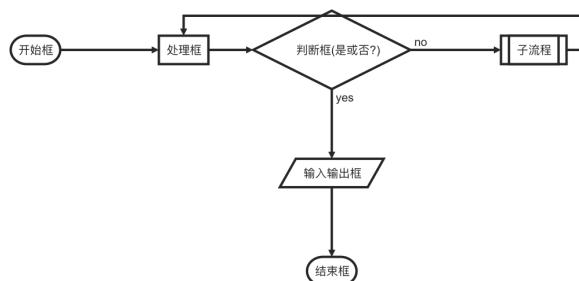 开始框
处理框
判断框(是或否?)
no
子流程
yes
输入输出框
结束框